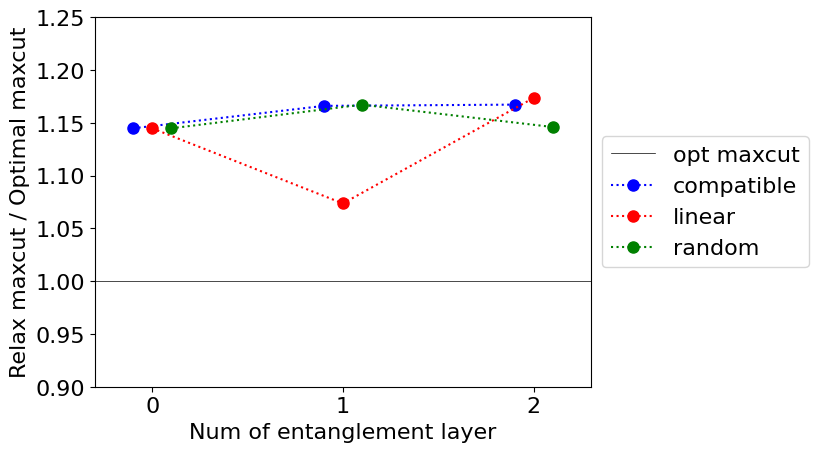 Relax maxcut / Optimal maxcut
1.25
1.20
1.15
1.10
1.05
1.00
0.95
0.90
0
1
2
Num of entanglement layer
opt maxcut
compatible
linear
random